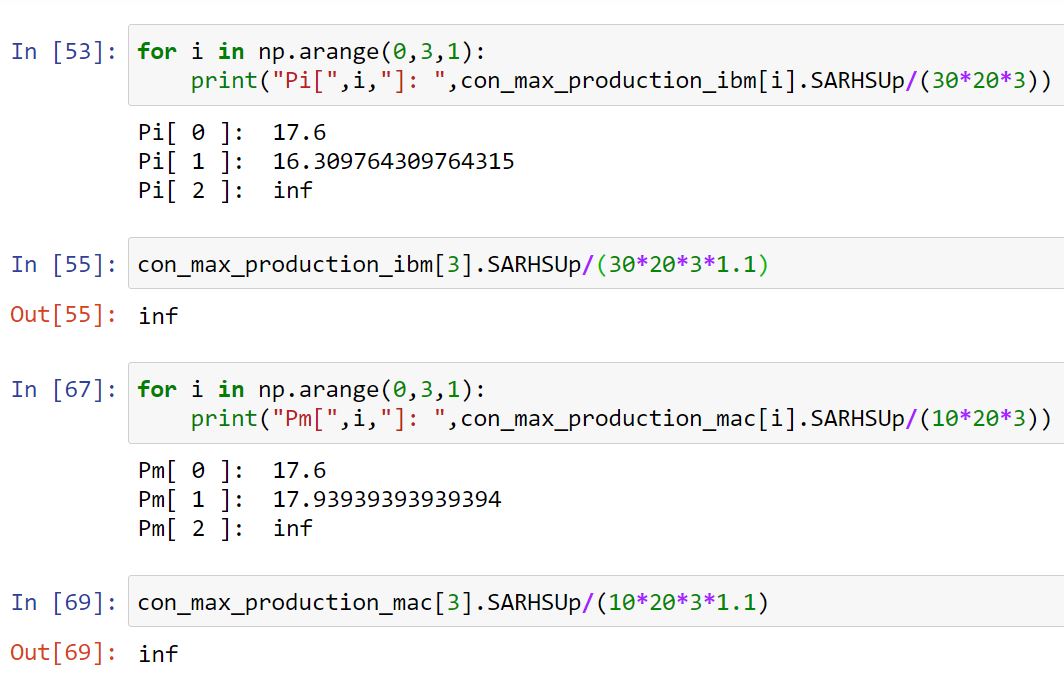 In [53]: for i in np.arange(0,3,1):
    print("Pi[",i,"]: ",con_max_production_ibm[i].SARHSUp/(30*20*3))
Pi[ 0 ]:  17.6
Pi[ 1 ]:  16.309764309764315
Pi[ 2 ]:  inf
In [55]: con_max_production_ibm[3].SARHSUp/(30*20*3*1.1)
Out[55]: inf
In [67]: for i in np.arange(0,3,1):
    print("Pm[",i,"]: ",con_max_production_mac[i].SARHSUp/(10*20*3))
Pm[ 0 ]:  17.6
Pm[ 1 ]:  17.93939393939394
Pm[ 2 ]:  inf
In [69]: con_max_production_mac[3].SARHSUp/(10*20*3*1.1)
Out[69]: inf